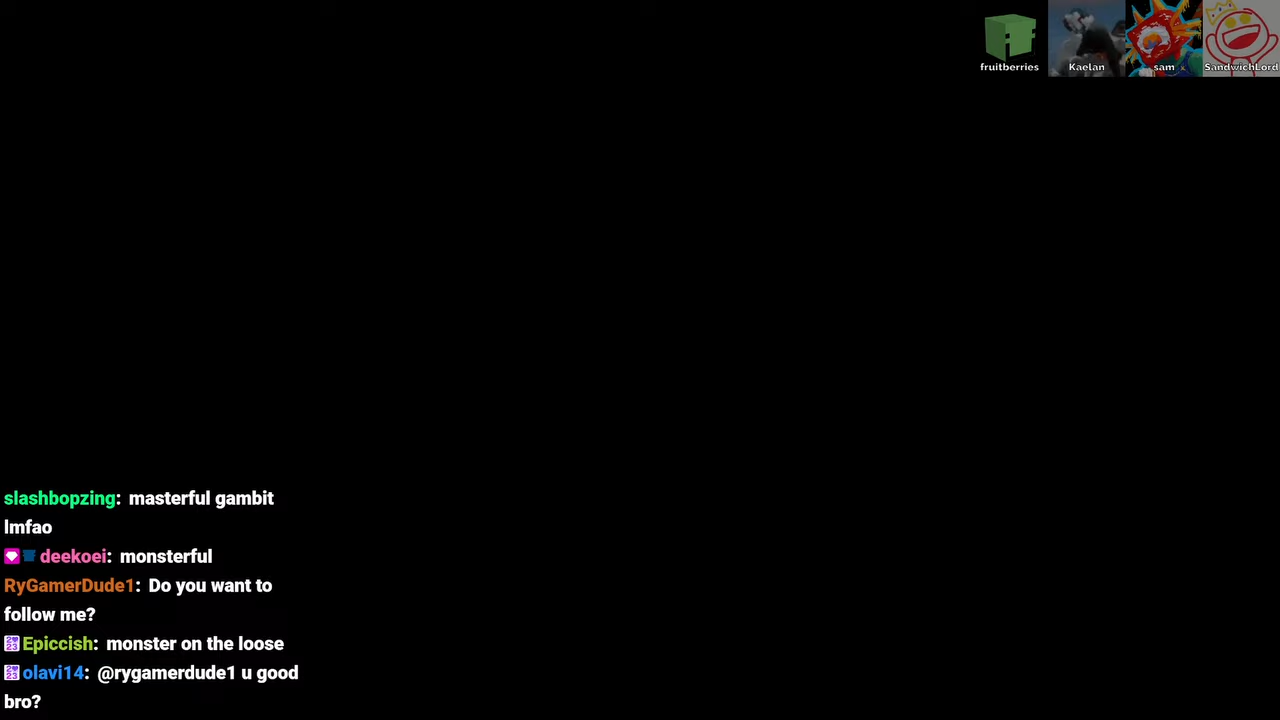 fruitberries Kaelan sam SandwichLord
slashbopzing: masterful gambit
lmfao
deekoei: monsterful
RyGamerDude1: Do you want to
follow me?
Epiccish: monster on the loose
olavi14: @rygamerdude1 u good
bro?